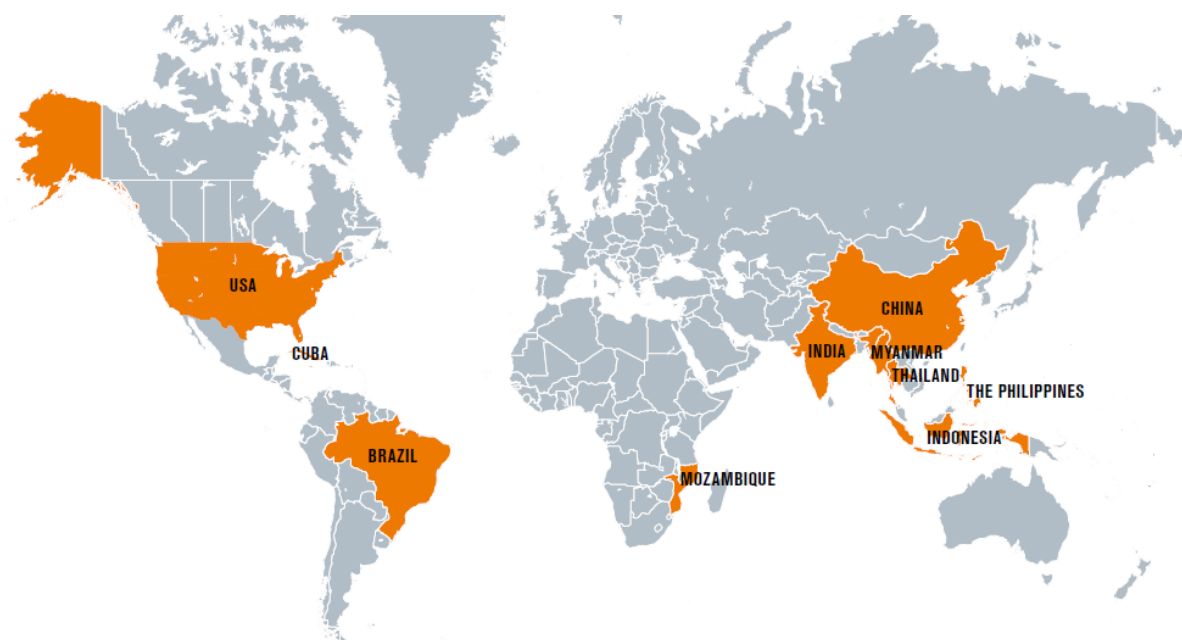 USA
CHINA
CUBA
INDIA
MYANMAR
THAILAND
THE PHILIPPINES
INDONESIA
BRAZIL
MOZAMBIQUE